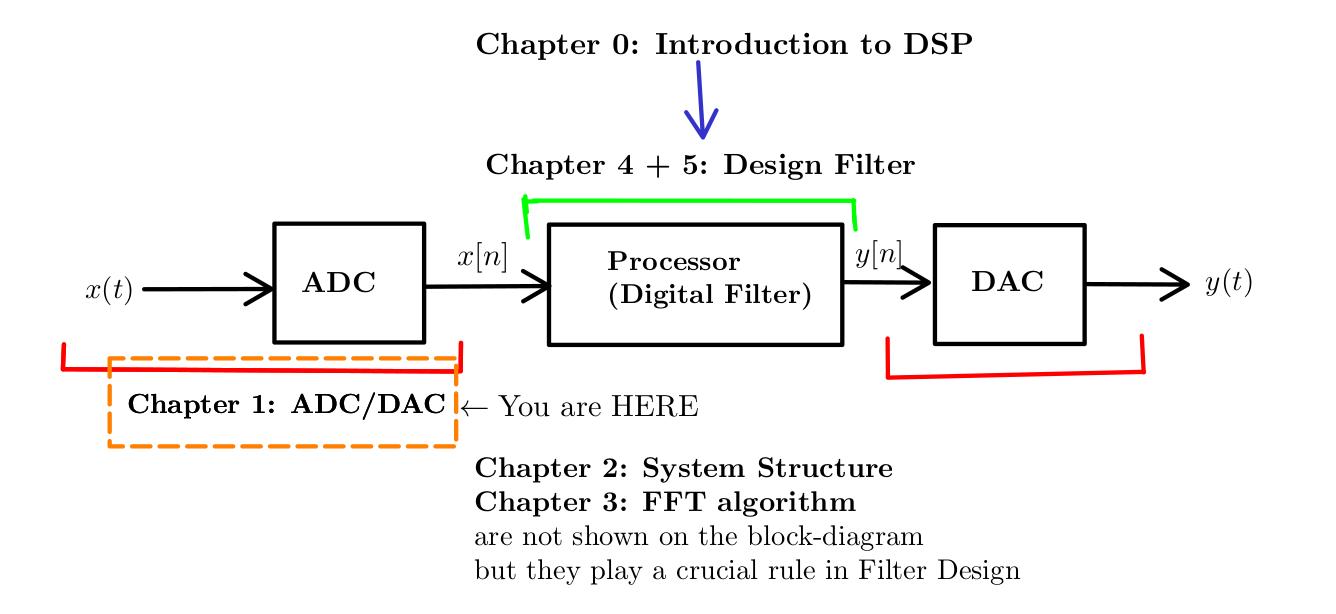 Chapter 0: Introduction to DSP
Chapter 4 + 5: Design Filter
x(t)
ADC
x[n]
Processor
(Digital Filter)
y[n]
DAC
y(t)
Chapter 1: ADC/DAC ← You are HERE
Chapter 2: System Structure
Chapter 3: FFT algorithm
are not shown on the block-diagram
but they play a crucial rule in Filter Design